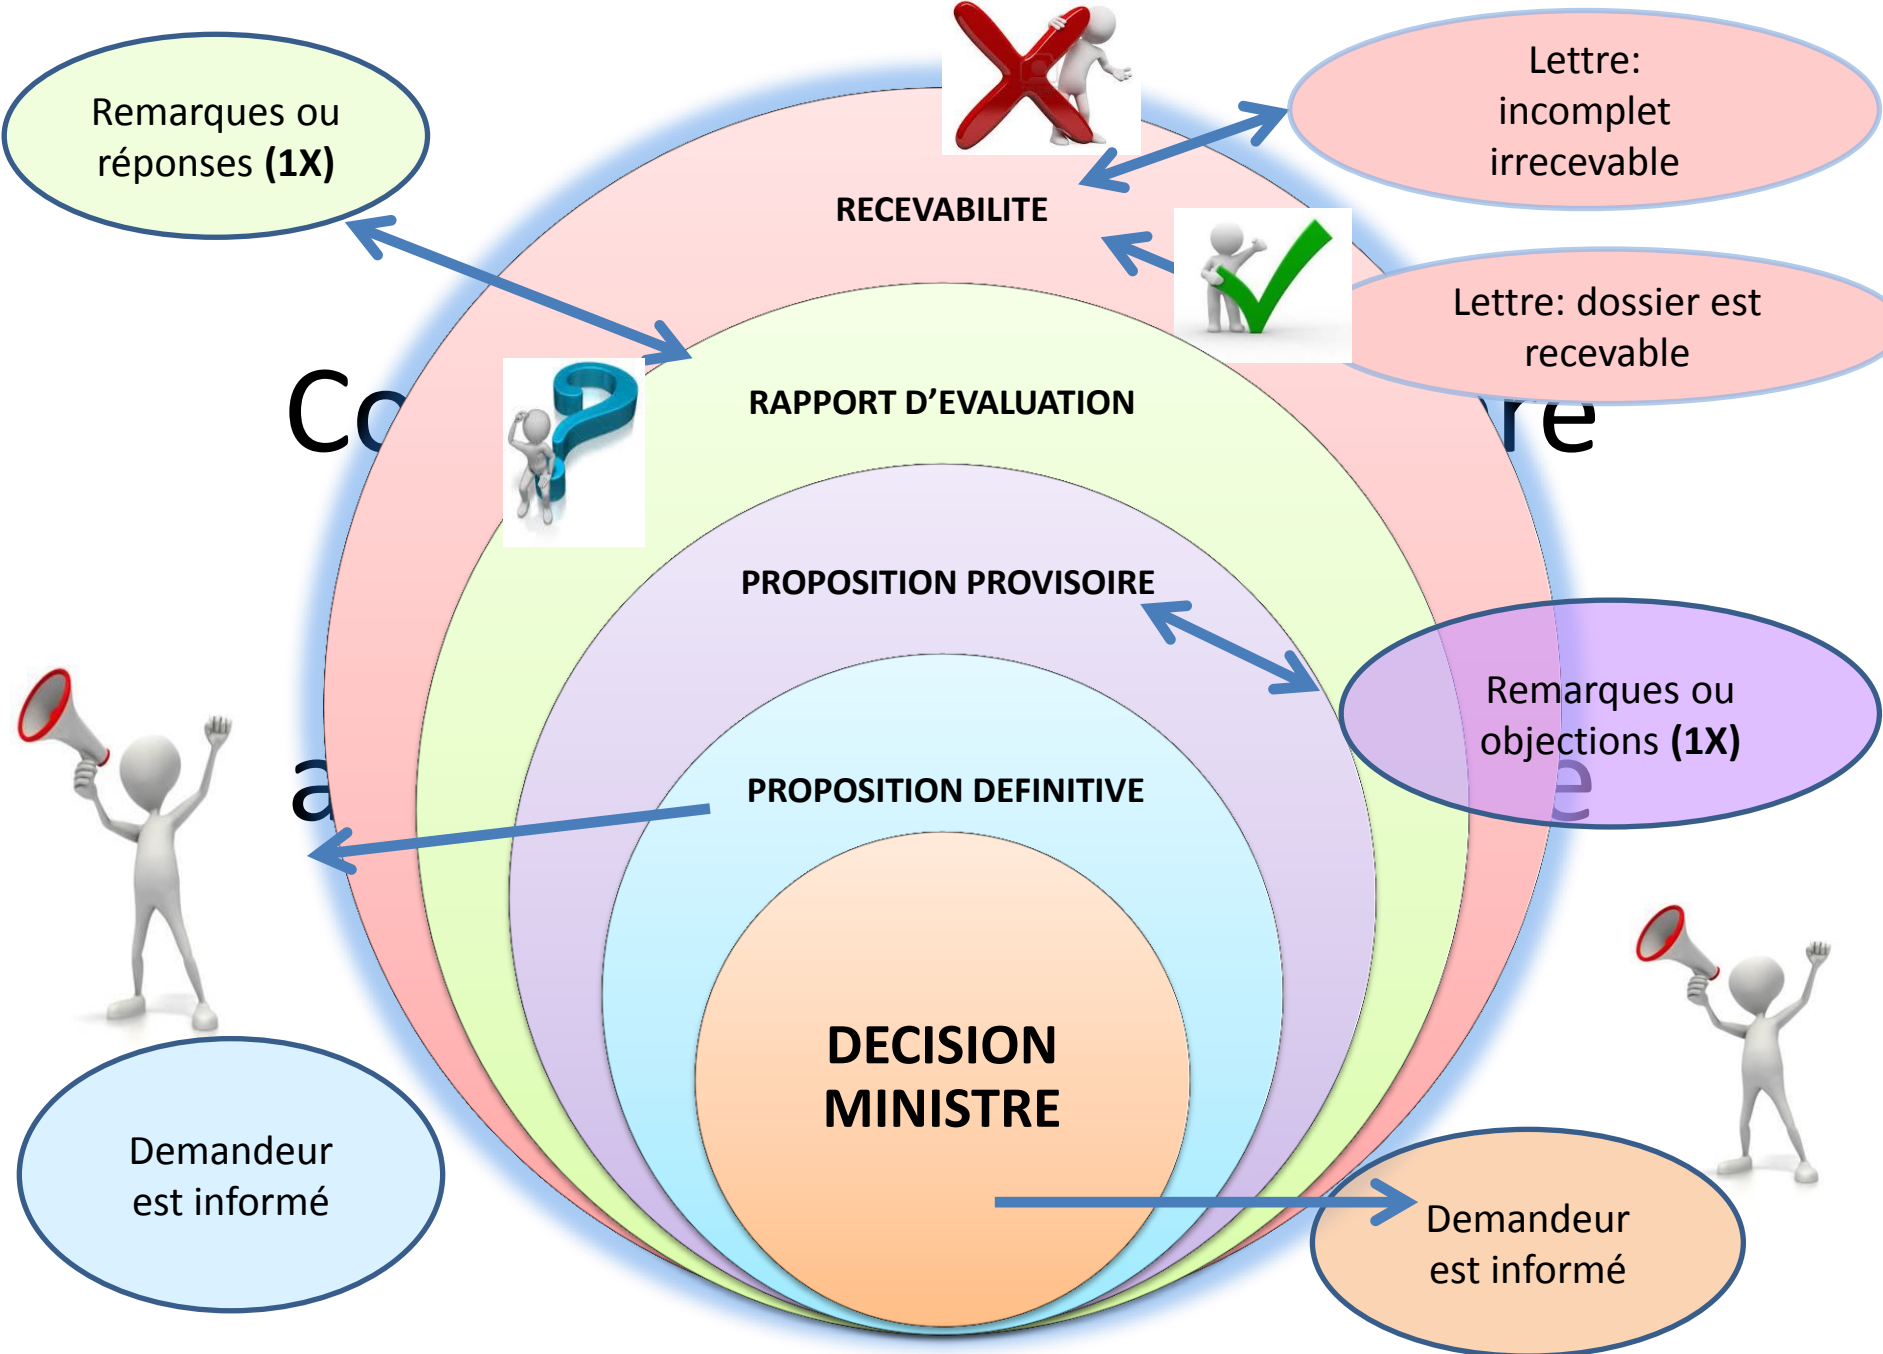 Remarques ou
réponses (1X)
Lettre:
incomplet
irrecevable
RECEVABILITE
Lettre: dossier est
recevable
RAPPORT D’EVALUATION
PROPOSITION PROVISOIRE
Remarques ou
objections (1X)
PROPOSITION DEFINITIVE
DECISION
MINISTRE
Demandeur
est informé
Demandeur
est informé